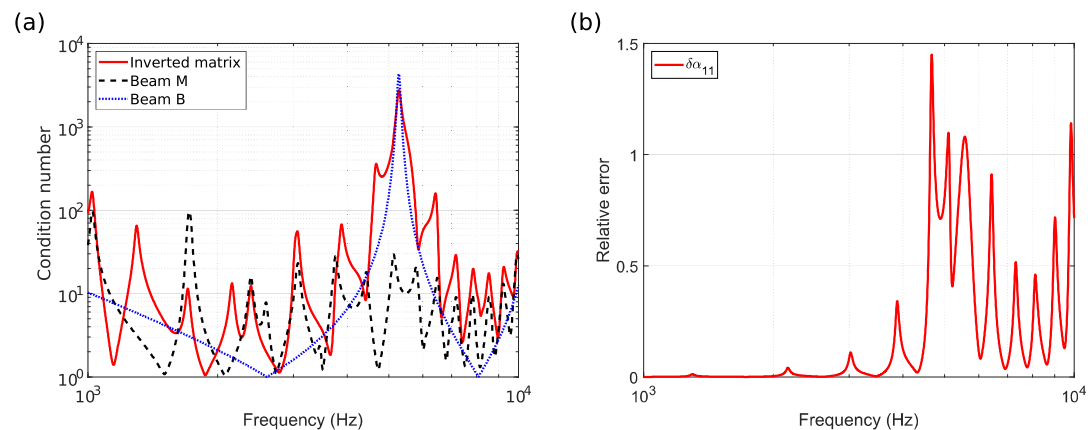 (a)
10^4
10^3
10^2
10^1
10^0
Condition number
Inverted matrix
Beam M
Beam B
10^3
10^4
Frequency (Hz)
(b)
1.5
1
0.5
0
Relative error
δα_11
10^3
10^4
Frequency (Hz)